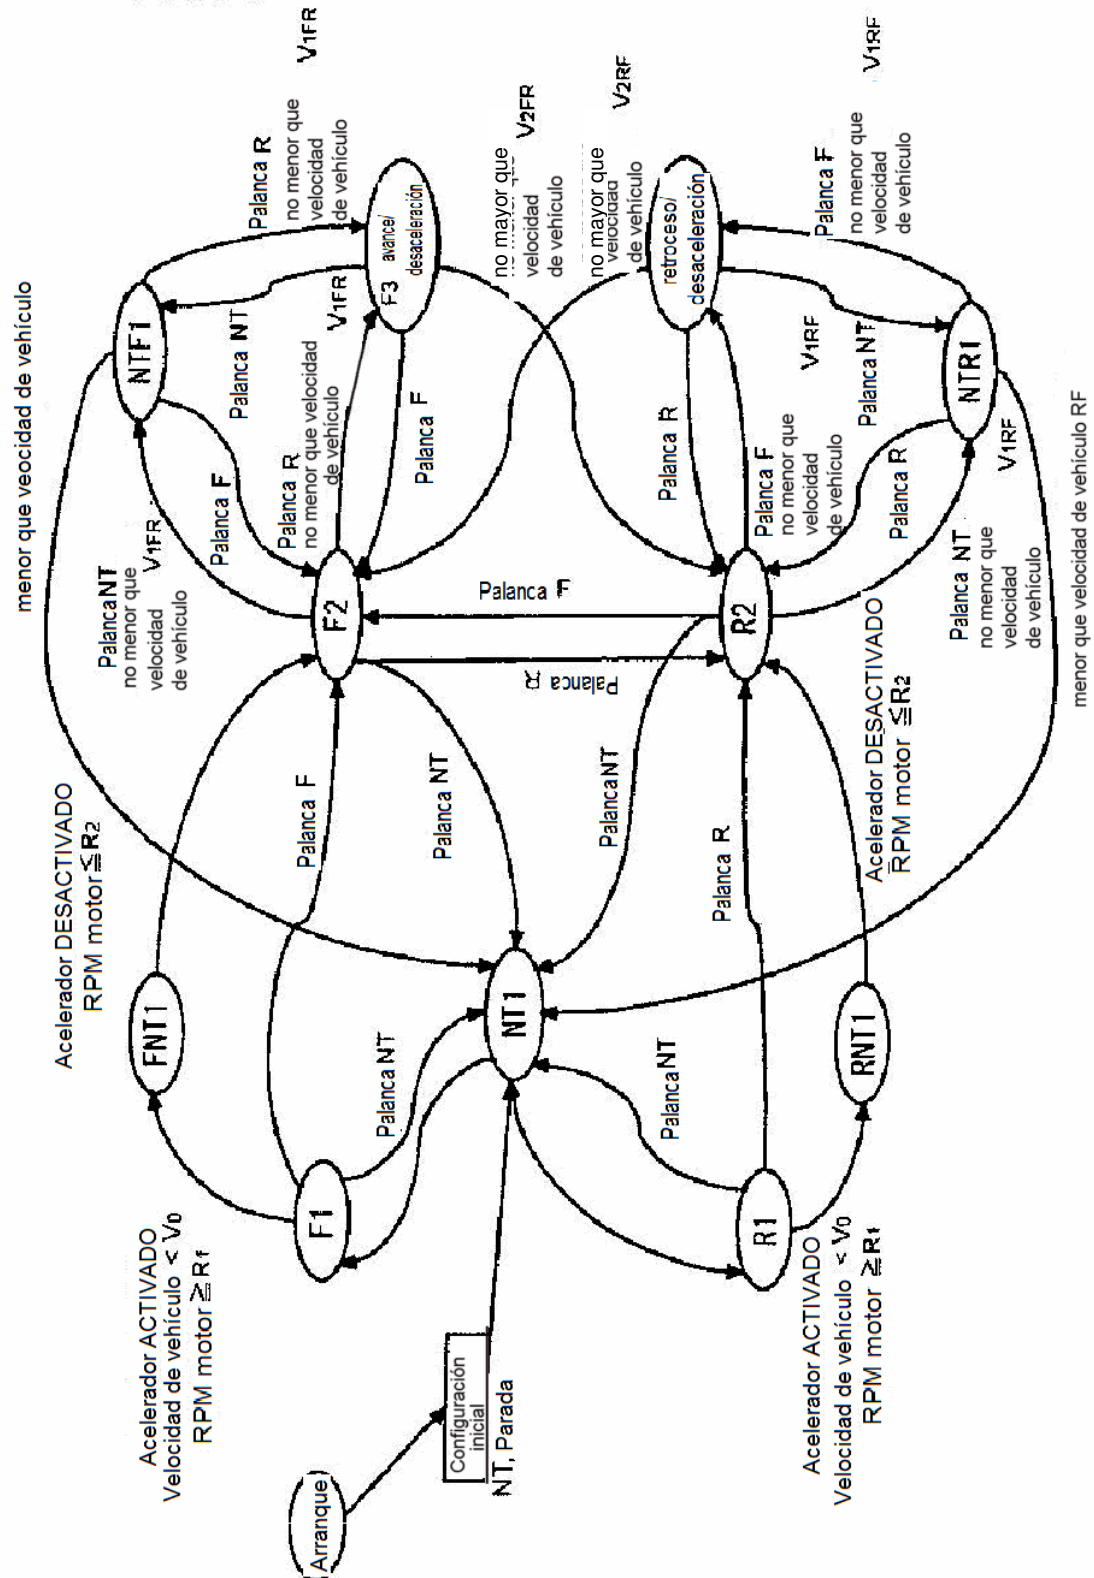 Arranque
Configuración
inicial
NT, Parada
Acelerador ACTIVADO
Velocidad de vehículo < V0
RPM motor ≧ Rf
F1
Acelerador ACTIVADO
Velocidad de vehículo < V0
RPM motor ≧ R1
R1
Palanca NT
Palanca NT
NT1
FNT1
RNT1
Acelerador DESACTIVADO
RPM motor ≦ R2
Acelerador DESACTIVADO
RPM motor ≦ R2
Palanca F
Palanca NT
Palanca NT
Palanca R
menor que veocidad de vehículo
menor que velocidad de vehículo RF
Palanca NT
no menor que
velocidad
de vehículo
V1FR
Palanca F
F2
Palanca F
Palanca R
R2
Palanca NT
no menor que
velocidad
de vehículo
V1RF
Palanca R
NTF1
Palanca NT
Palanca R
no menor que velocidad
de vehículo
V1FR
Palanca F
Palanca R
Palanca F
no menor que
velocidad
de vehículo
V1RF
Palanca NT
NTR1
Palanca R
no menor que
velocidad
de vehículo
V1FR
F3
avance/
desaceleración
no mayor que
velocidad
de vehículo
V2FR
no mayor que
velocidad
de vehículo
V2RF
retroceso/
desaceleración
Palanca F
no menor que
velocidad
de vehículo
V1RF